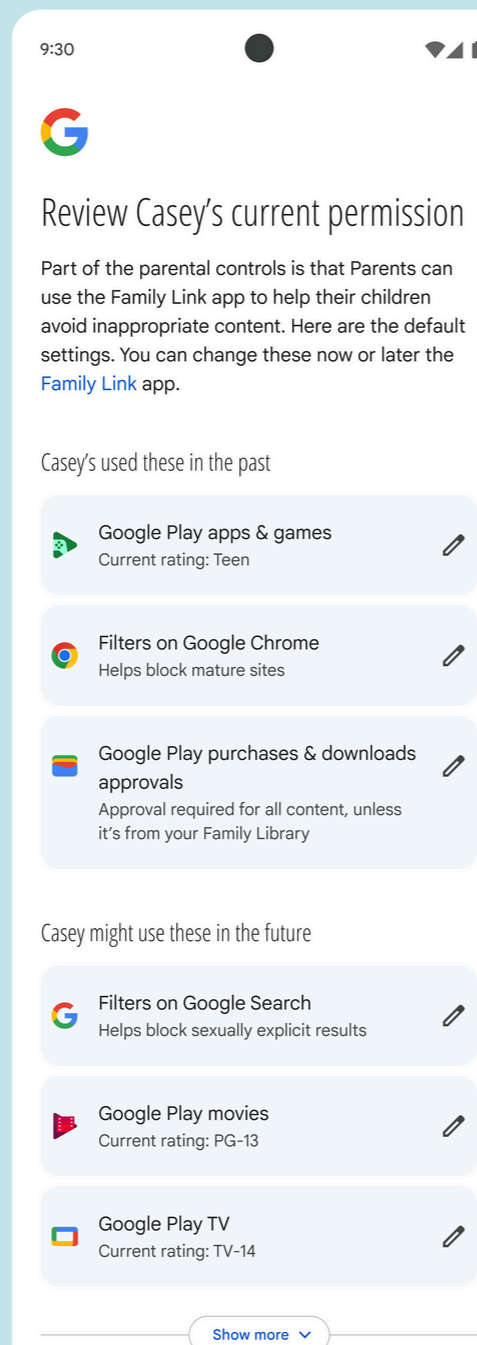 9:30
Review Casey's current permission
Part of the parental controls is that Parents can
use the Family Link app to help their children
avoid inappropriate content. Here are the default
settings. You can change these now or later the
Family Link app.
Casey's used these in the past
Google Play apps & games
Current rating: Teen
Filters on Google Chrome
Helps block mature sites
Google Play purchases & downloads
approvals
Approval required for all content, unless
it's from your Family Library
Casey might use these in the future
Filters on Google Search
Helps block sexually explicit results
Google Play movies
Current rating: PG-13
Google Play TV
Current rating: TV-14
Show more